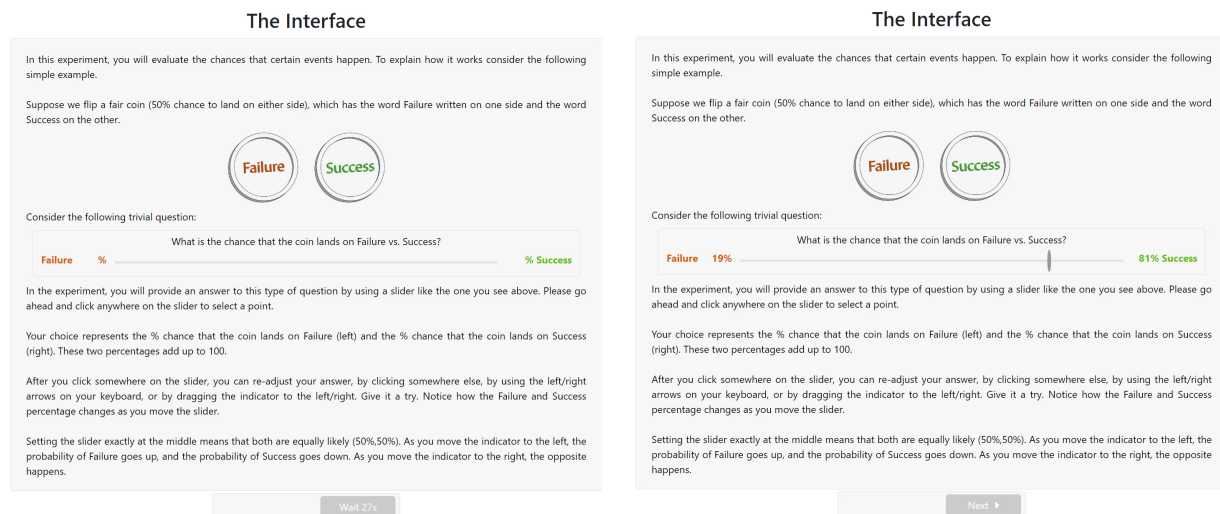 The Interface
In this experiment, you will evaluate the chances that certain events happen. To explain how it works consider the following
simple example.
Suppose we flip a fair coin (50% chance to land on either side), which has the word Failure written on one side and the word
Success on the other.
Failure Success
Consider the following trivial question:
What is the chance that the coin lands on Failure vs. Success?
Failure % % Success
In the experiment, you will provide an answer to this type of question by using a slider like the one you see above. Please go
ahead and click anywhere on the slider to select a point.
Your choice represents the % chance that the coin lands on Failure (left) and the % chance that the coin lands on Success
(right). These two percentages add up to 100.
After you click somewhere on the slider, you can re-adjust your answer, by clicking somewhere else, by using the left/right
arrows on your keyboard, or by dragging the indicator to the left/right. Give it a try. Notice how the Failure and Success
percentage changes as you move the slider.
Setting the slider exactly at the middle means that both are equally likely (50%,50%). As you move the indicator to the left, the
probability of Failure goes up, and the probability of Success goes down. As you move the indicator to the right, the opposite
happens.
Wait 27s
The Interface
In this experiment, you will evaluate the chances that certain events happen. To explain how it works consider the following
simple example.
Suppose we flip a fair coin (50% chance to land on either side), which has the word Failure written on one side and the word
Success on the other.
Failure Success
Consider the following trivial question:
What is the chance that the coin lands on Failure vs. Success?
Failure 19% 81% Success
In the experiment, you will provide an answer to this type of question by using a slider like the one you see above. Please go
ahead and click anywhere on the slider to select a point.
Your choice represents the % chance that the coin lands on Failure (left) and the % chance that the coin lands on Success
(right). These two percentages add up to 100.
After you click somewhere on the slider, you can re-adjust your answer, by clicking somewhere else, by using the left/right
arrows on your keyboard, or by dragging the indicator to the left/right. Give it a try. Notice how the Failure and Success
percentage changes as you move the slider.
Setting the slider exactly at the middle means that both are equally likely (50%,50%). As you move the indicator to the left, the
probability of Failure goes up, and the probability of Success goes down. As you move the indicator to the right, the opposite
happens.
Next